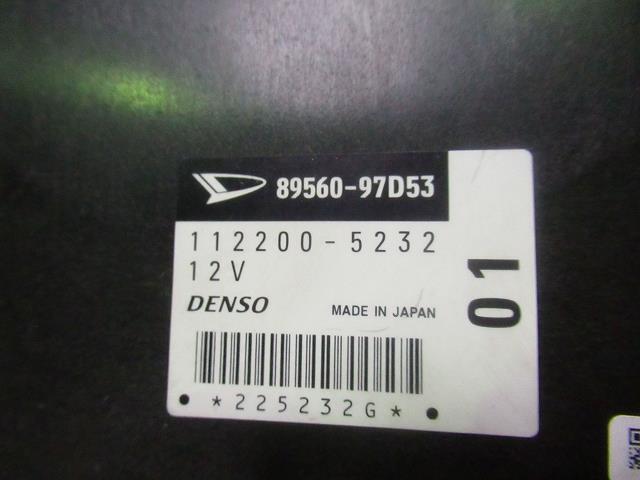 89560-97D53
112200-5232
12V
DENSO MADE IN JAPAN
*225232G*
01